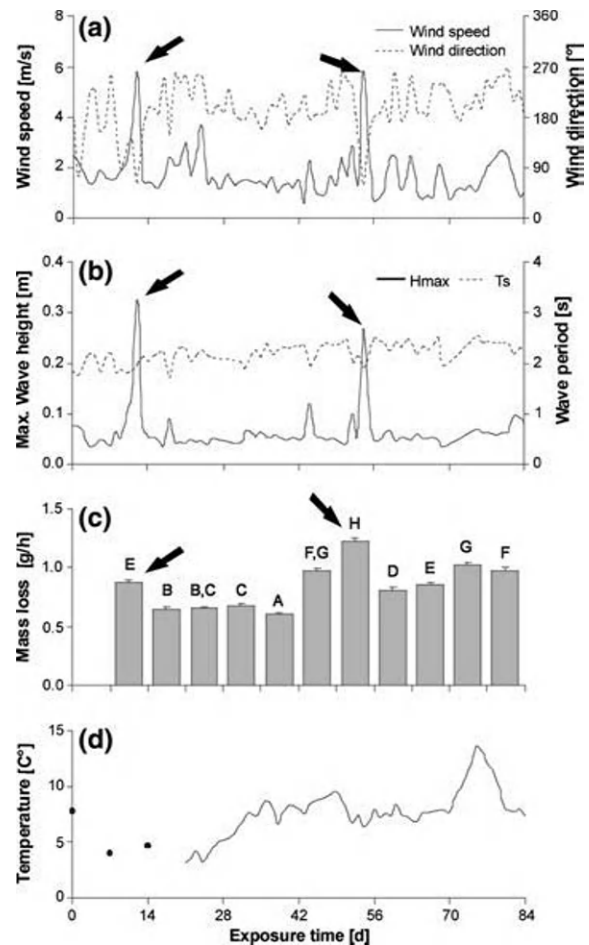 (a)
Wind speed
Wind direction
Wind speed [m/s]
8
6
4
2
0
Wind direction [°]
360
270
180
90
0
(b)
Hmax Ts
Max. Wave height [m]
0.4
0.3
0.2
0.1
0.0
Wave period [s]
4
3
2
1
0
(c)
Mass loss [g/h]
1.5
1.0
0.5
0.0
E B B,C C A F,G H D E G F
(d)
Temperature [C°]
15
10
5
0
0 14 28 42 56 70 84
Exposure time [d]